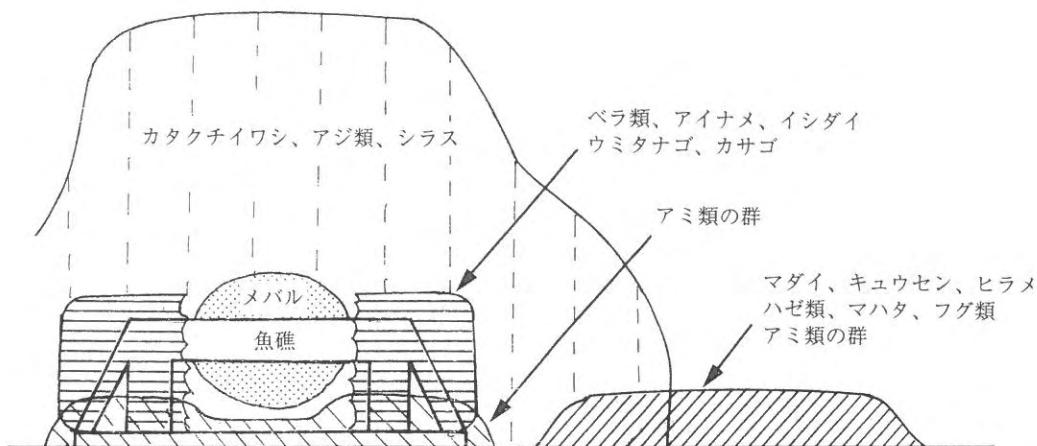 カタクチイワシ、アジ類、シラス
ベラ類、アイナメ、イシダイ
ウミタナゴ、カサゴ
アミ類の群
マダイ、キュウセン、ヒラメ
ハゼ類、マハタ、フグ類
アミ類の群
メバル
魚礁